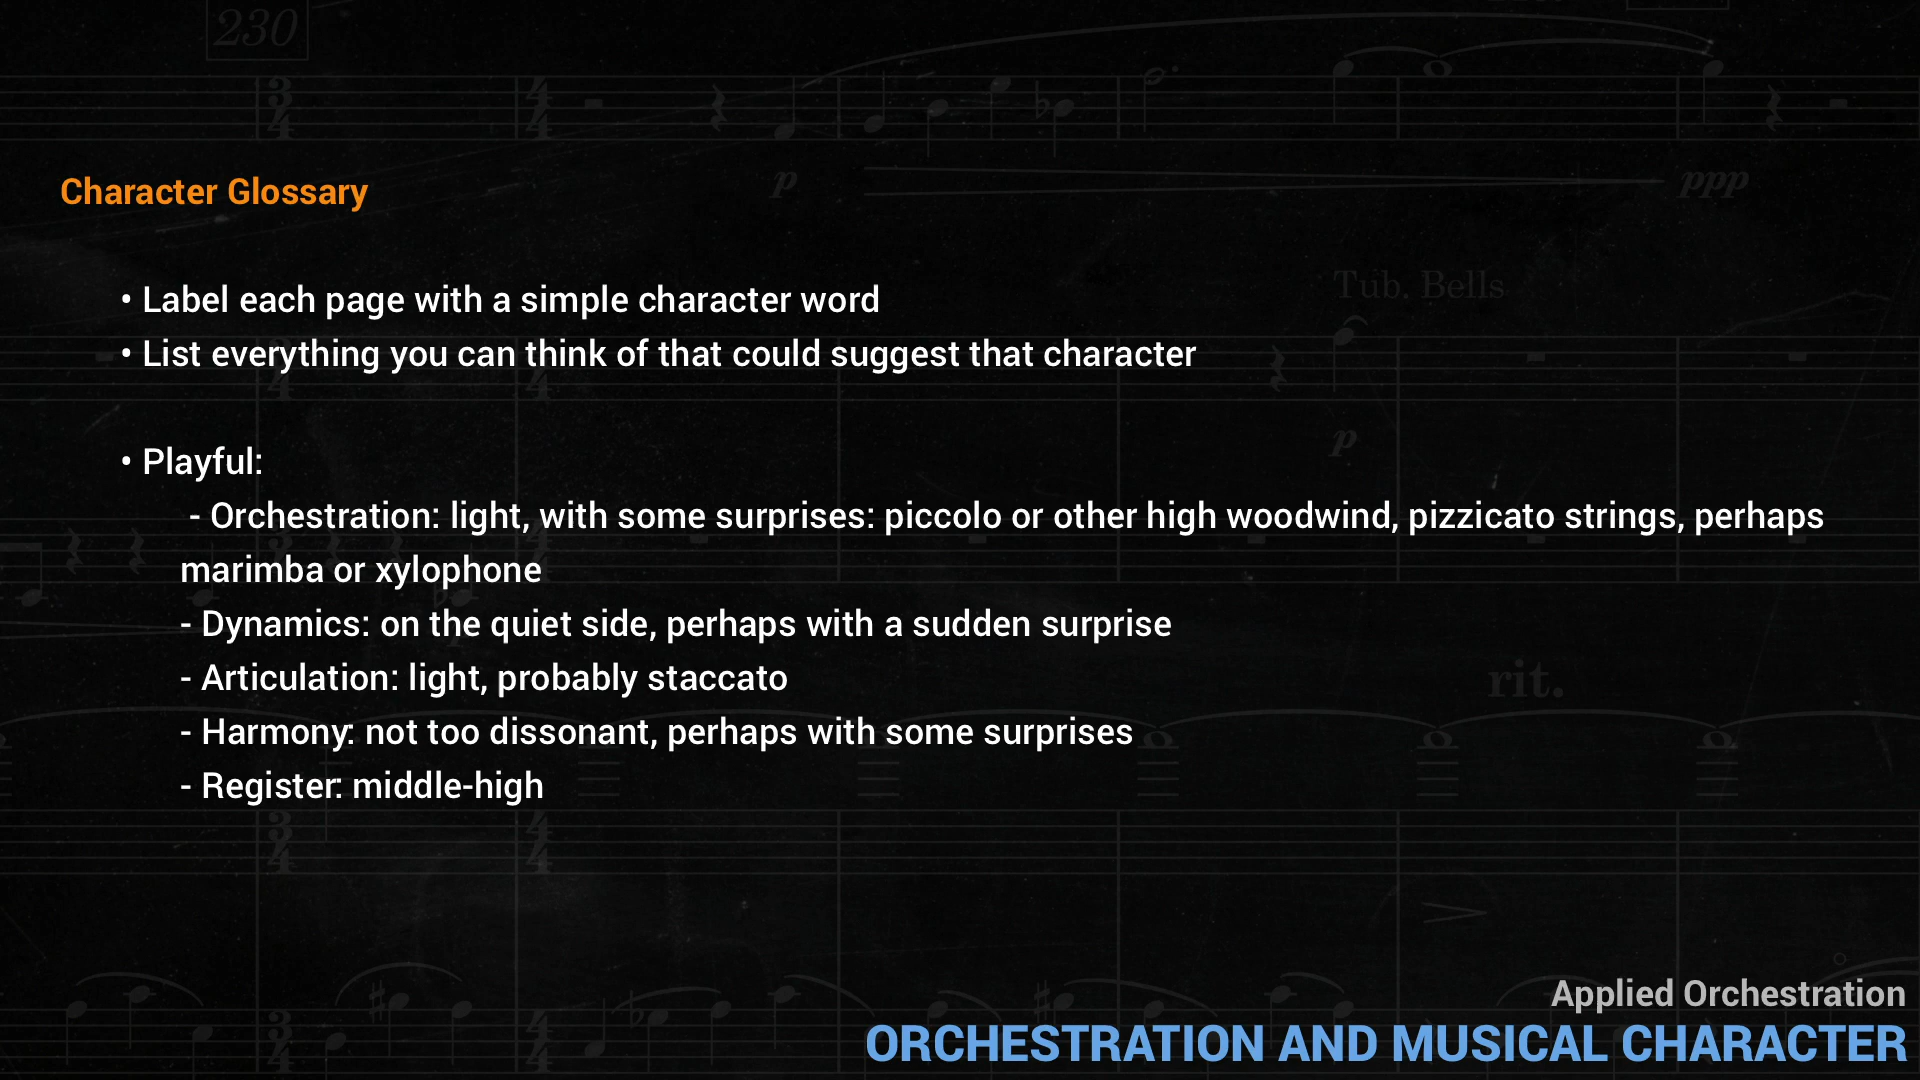 230
p
ppp
Character Glossary
Tub. Bells
• Label each page with a simple character word
• List everything you can think of that could suggest that character
p
• Playful:
- Orchestration: light, with some surprises: piccolo or other high woodwind, pizzicato strings, perhaps
marimba or xylophone
- Dynamics: on the quiet side, perhaps with a sudden surprise
- Articulation: light, probably staccato
rit.
- Harmony: not too dissonant, perhaps with some surprises
- Register: middle-high
Applied Orchestration
ORCHESTRATION AND MUSICAL CHARACTER